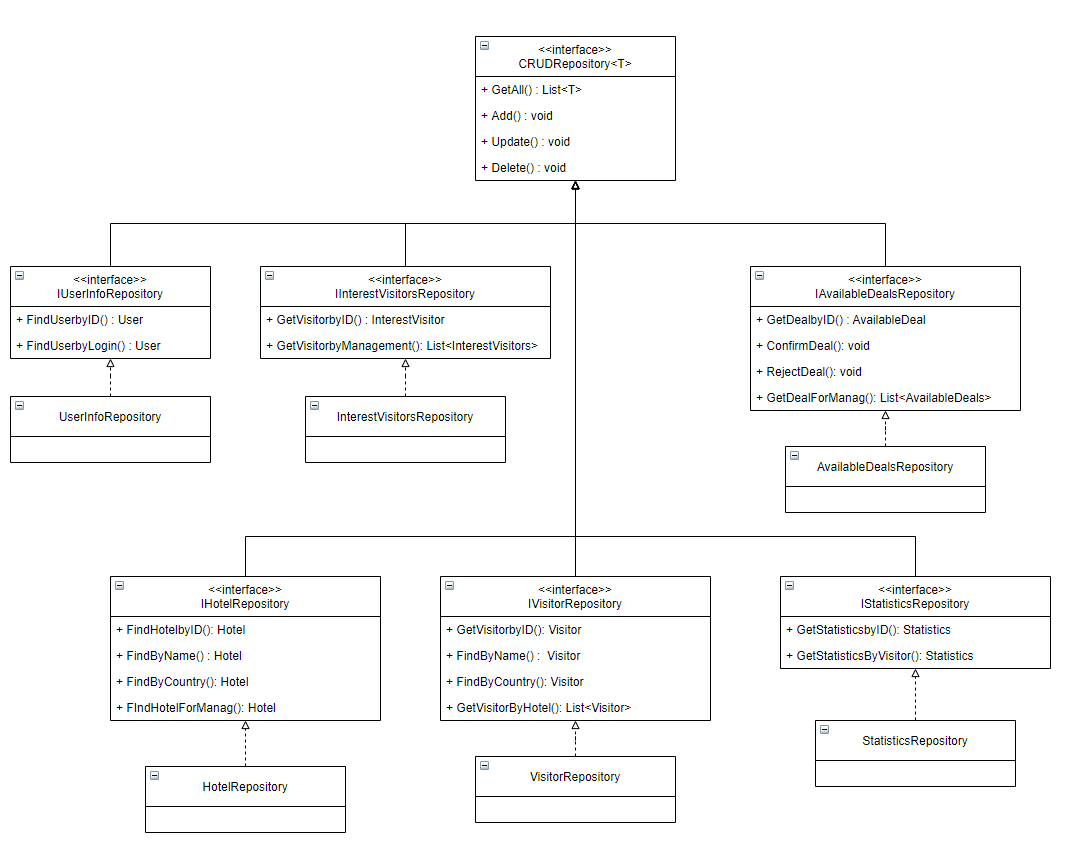 <<interface>>
CRUDRepository<T>
+ GetAll() : List<T>
+ Add() : void
+ Update() : void
+ Delete() : void
<<interface>>
IUserInfoRepository
+ FindUserbyID() : User
+ FindUserbyLogin() : User
UserInfoRepository
<<interface>>
IInterestVisitorsRepository
+ GetVisitorbyID() : InterestVisitor
+ GetVisitorbyManagement(): List<InterestVisitors>
InterestVisitorsRepository
<<interface>>
IAvailableDealsRepository
+ GetDealbyID() : AvailableDeal
+ ConfirmDeal(): void
+ RejectDeal(): void
+ GetDealForManag(): List<AvailableDeals>
AvailableDealsRepository
<<interface>>
IHotelRepository
+ FindHotelbyID(): Hotel
+ FindByName() : Hotel
+ FindByCountry(): Hotel
+ FIndHotelForManag(): Hotel
HotelRepository
<<interface>>
IVisitorRepository
+ GetVisitorbyID(): Visitor
+ FindByName() :  Visitor
+ FindByCountry(): Visitor
+ GetVisitorByHotel(): List<Visitor>
VisitorRepository
<<interface>>
IStatisticsRepository
+ GetStatisticsbyID(): Statistics
+ GetStatisticsByVisitor(): Statistics
StatisticsRepository